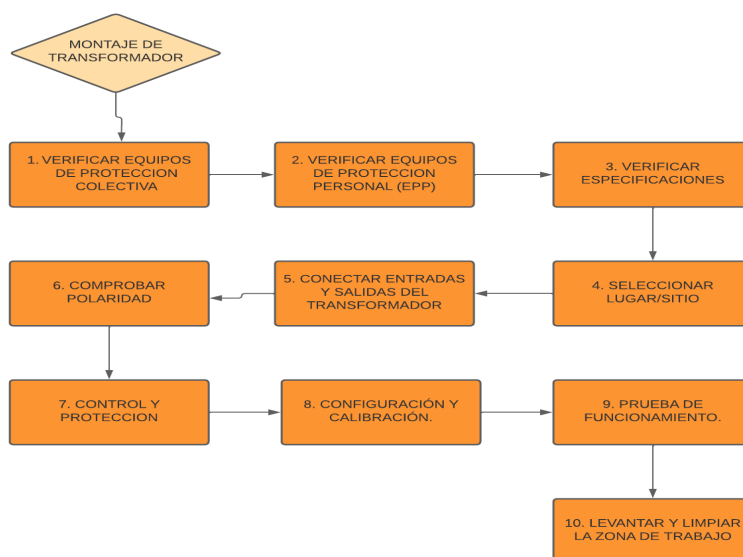 MONTAJE DE
TRANSFORMADOR
1. VERIFICAR EQUIPOS
DE PROTECCION
COLECTIVA
2. VERIFICAR EQUIPOS
DE PROTECCION
PERSONAL (EPP)
3. VERIFICAR
ESPECIFICACIONES
4. SELECCIONAR
LUGAR/SITIO
5. CONECTAR ENTRADAS
Y SALIDAS DEL
TRANSFORMADOR
6. COMPROBAR
POLARIDAD
7. CONTROL Y
PROTECCION
8. CONFIGURACIÓN Y
CALIBRACIÓN.
9. PRUEBA DE
FUNCIONAMIENTO.
10. LEVANTAR Y LIMPIAR
LA ZONA DE TRABAJO